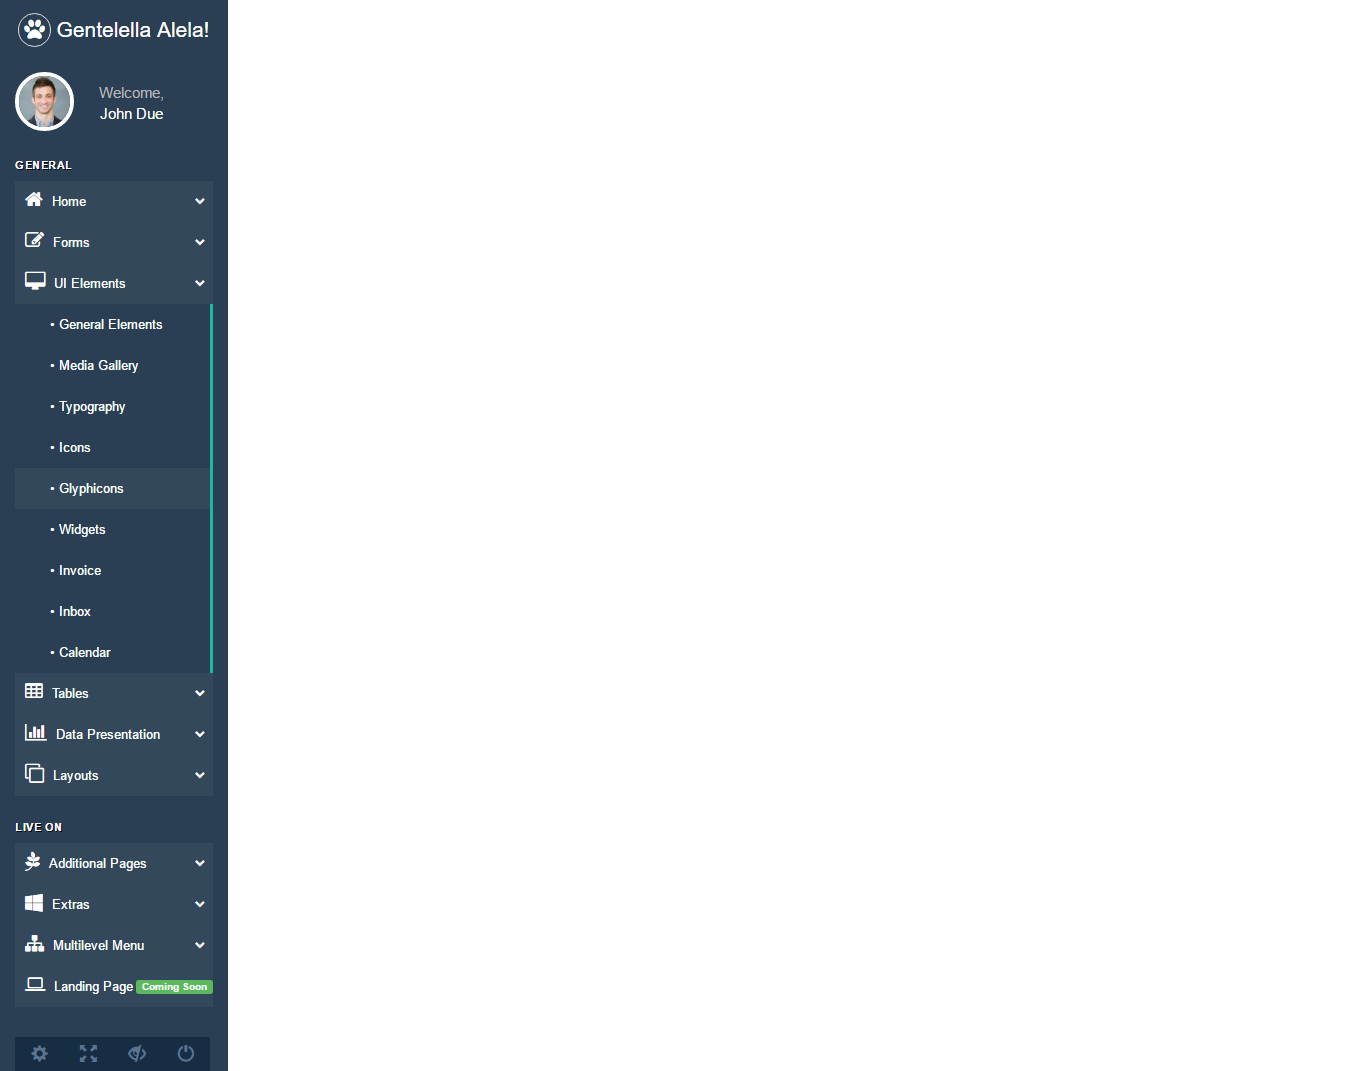 Gentelella Alela!
Welcome,
John Due
GENERAL
Home
Forms
UI Elements
• General Elements
• Media Gallery
• Typography
• Icons
• Glyphicons
• Widgets
• Invoice
• Inbox
• Calendar
Tables
Data Presentation
Layouts
LIVE ON
Additional Pages
Extras
Multilevel Menu
Landing Page Coming Soon